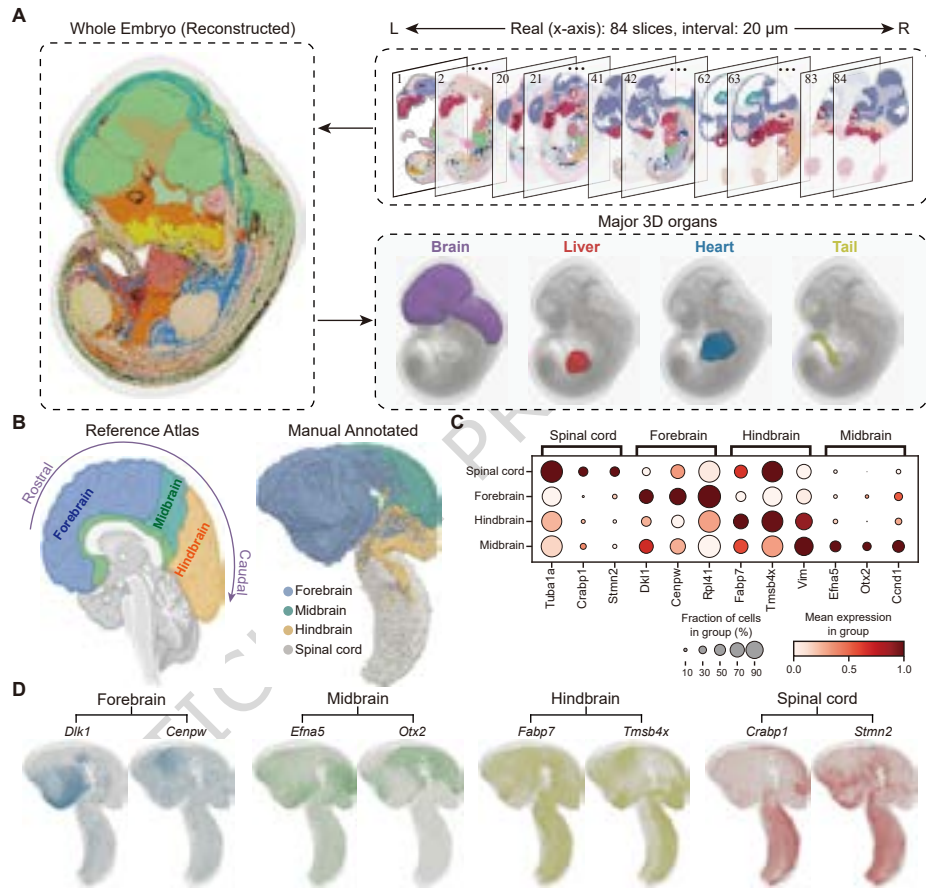 A
Whole Embryo (Reconstructed)
L Real (x-axis): 84 slices, interval: 20 μm R
1 2 ... 20 21 41 42 ... 62 63 ... 83 84
Major 3D organs
Brain Liver Heart Tail
B
Reference Atlas
Manual Annotated
Rostral
Caudal
Forebrain
Midbrain
Hindbrain
Forebrain
Midbrain
Hindbrain
Spinal cord
C
Spinal cord Forebrain Hindbrain Midbrain
Spinal cord
Forebrain
Hindbrain
Midbrain
Tuba1a Crabp1 Stmn2 Dkl1 Cenpw Rpl41 Fabp7 Tmsb4x Vim Efna5 Otx2 Ccnd1
Fraction of cells
in group (%)
10 30 50 70 90
Mean expression
in group
0.0 0.5 1.0
D
Forebrain Midbrain Hindbrain Spinal cord
Dlk1 Cenpw Efna5 Otx2 Fabp7 Tmsb4x Crabp1 Stmn2